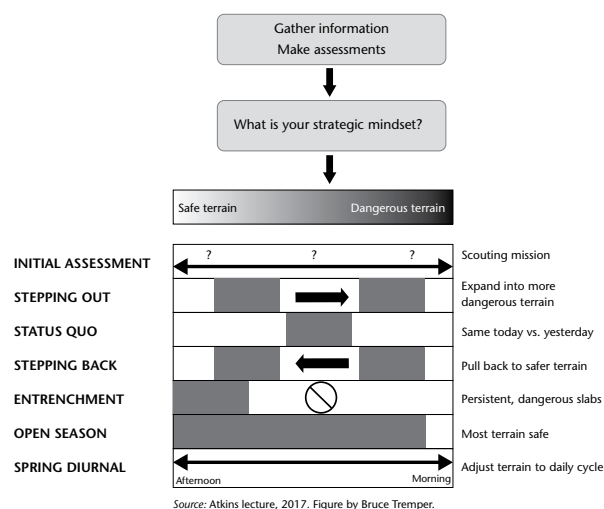 Gather information
Make assessments
What is your strategic mindset?
Safe terrain
Dangerous terrain
INITIAL ASSESSMENT
? ? ?
Scouting mission
STEPPING OUT
Expand into more
dangerous terrain
STATUS QUO
Same today vs. yesterday
STEPPING BACK
Pull back to safer terrain
ENTRENCHMENT
Persistent, dangerous slabs
OPEN SEASON
Most terrain safe
SPRING DIURNAL
Afternoon
Morning
Adjust terrain to daily cycle
Source: Atkins lecture, 2017. Figure by Bruce Tremper.